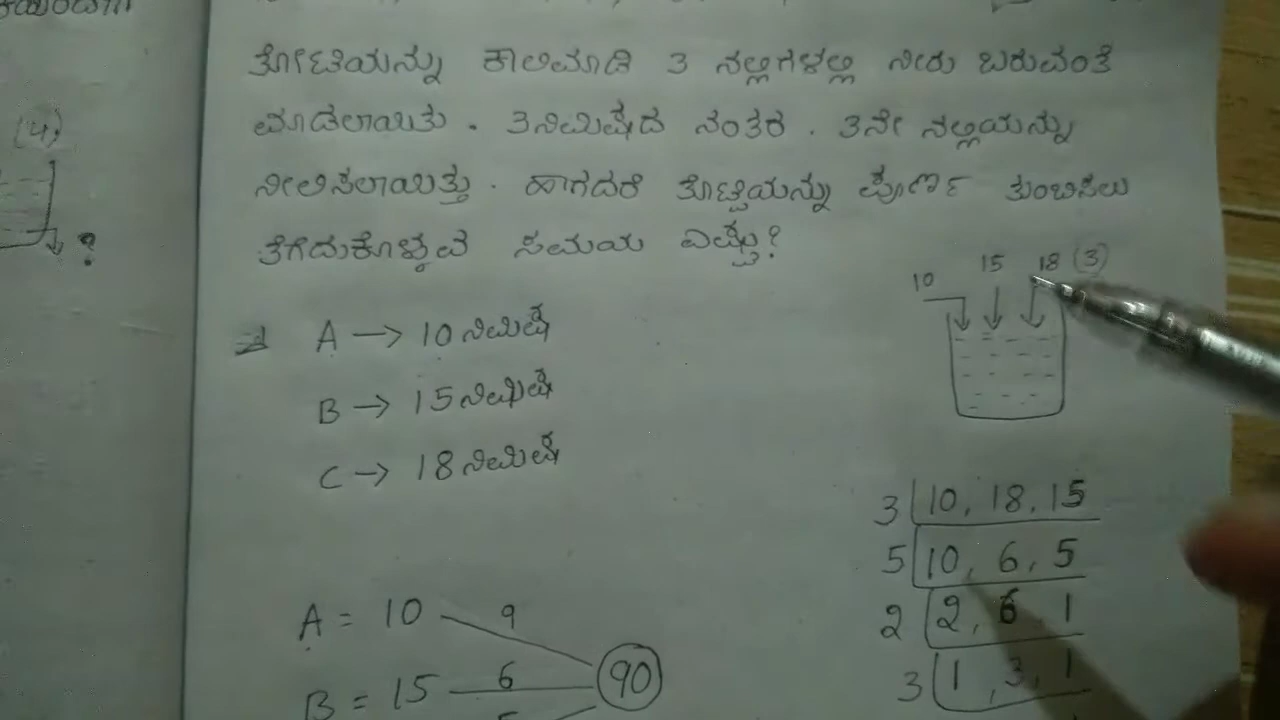 (4)
?
ತೋಟಿಯನ್ನು ಕಾಲಿಮಾಡಿ 3 ನಲ್ಲಿಗಳಲ್ಲಿ ನೀರು ಬರುವಂತೆ
ಮಾಡಲಾಯಿತು . 3ನಿಮಿಷದ ನಂತರ . 3ನೇ ನಲ್ಲಿಯನ್ನು
ನೀಲಿಸಲಾಯಿತ್ತು . ಹಾಗದರೆ ತೊಟ್ಟಿಯನ್ನು ಪೂರ್ಣ ತುಂಬಿಸಲು
ತೆಗೆದುಕೊಳ್ಳುವ ಸಮಯ ಎಷ್ಟು?
10 15 18 (3)
A → 10 ನಿಮಿಷ
B → 15 ನಿಮಿಷ
C → 18 ನಿಮಿಷ
3 10, 18, 15
5 10, 6, 5
2 2, 6 1
3 1, 3, 1
A = 10 9
B = 15 6 90
5